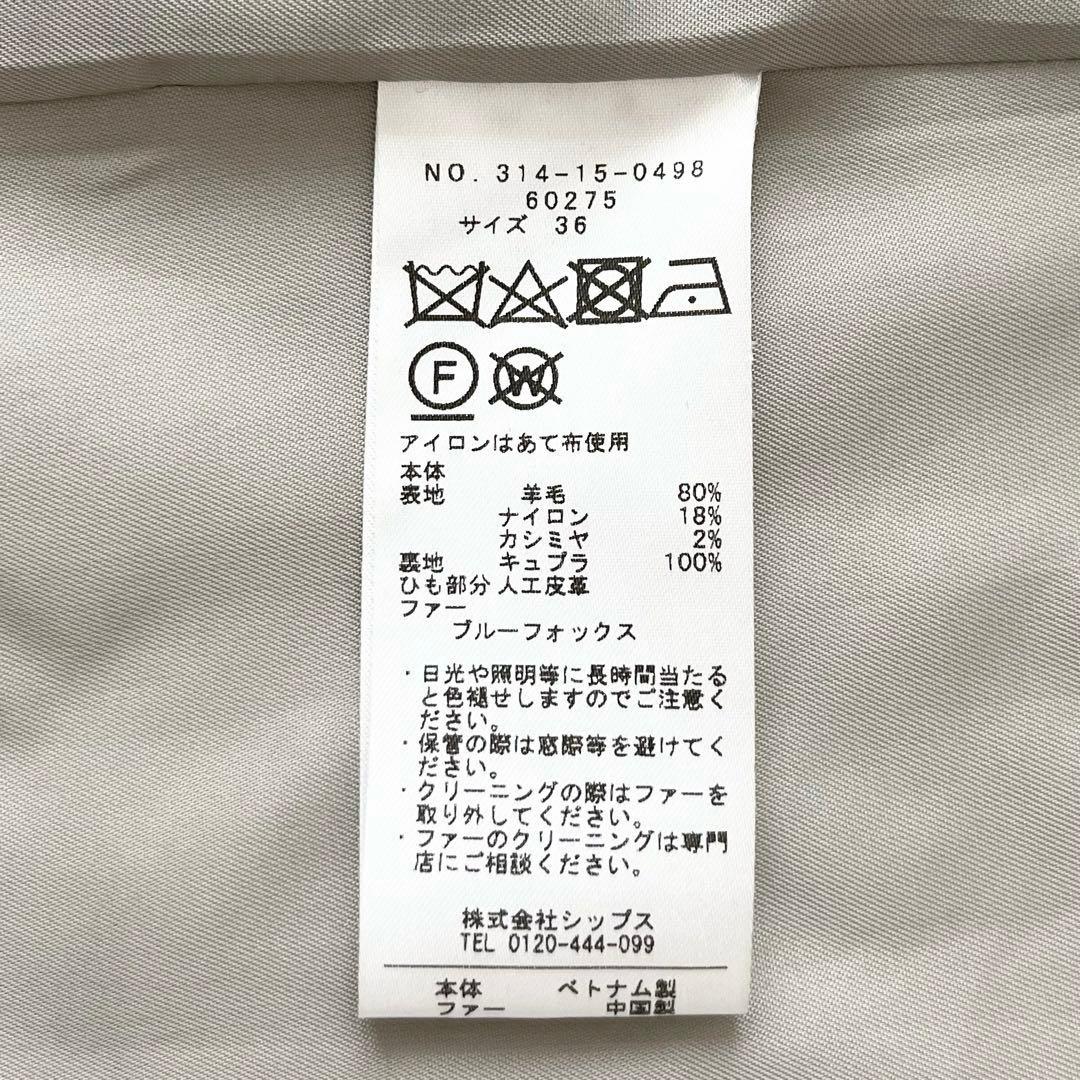 NO. 314-15-0498
60275
サイズ 36
F
W
アイロンはあて布使用
本体
表地 羊毛 80%
ナイロン 18%
カシミヤ 2%
裏地 キュプラ 100%
ひも部分 人工皮革
ファー
ブルーフォックス
・日光や照明等に長時間当たる
と色褪せしますのでご注意く
ださい。
・保管の際は窓際等を避けてく
ださい。
・クリーニングの際はファーを
取り外してください。
・ファーのクリーニングは専門
店にご相談ください。
株式会社シップス
TEL 0120-444-099
本体 ベトナム製
ファー 中国製